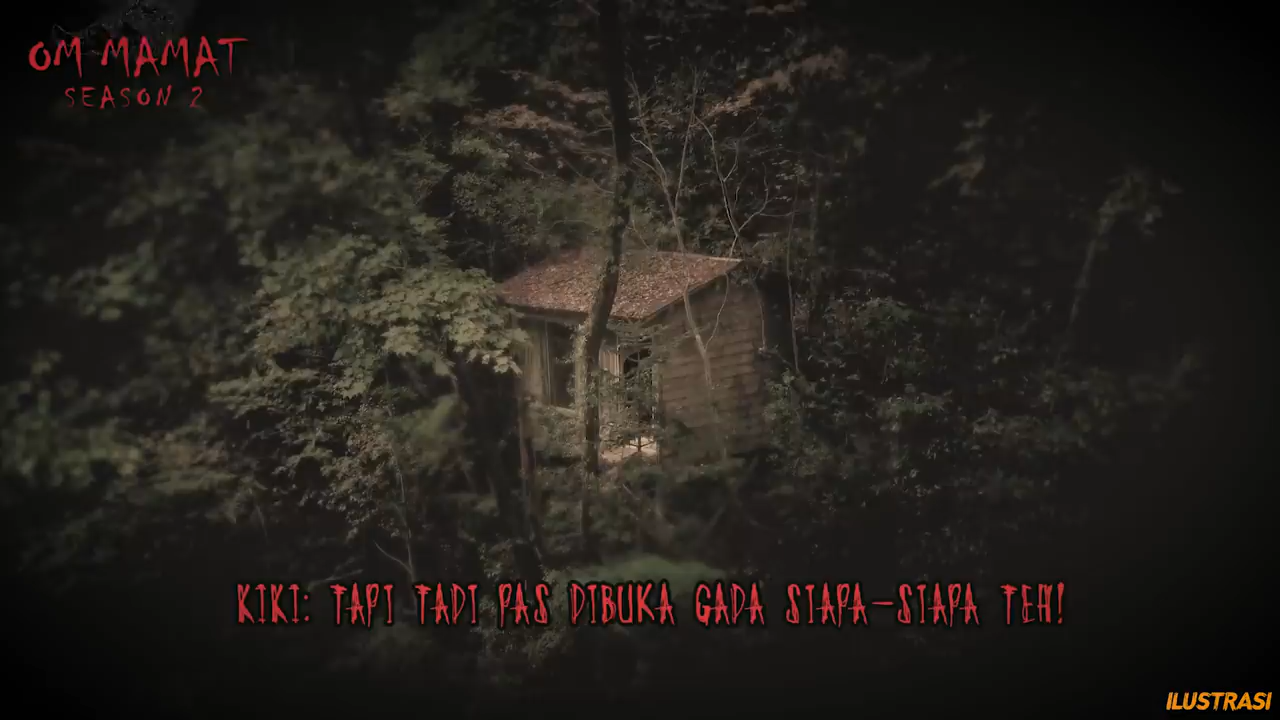 OM MAMAT
SEASON 2
KIKI: TAPI TADI PAS DIBUKA GADA SIAPA-SIAPA TEH!
ILUSTRASI